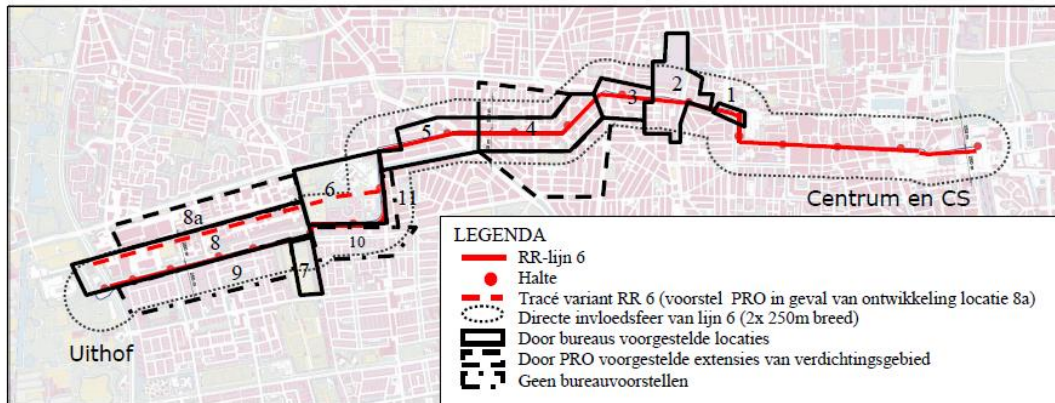 1
2
3
4
5
6
11
8a
8
10
9
7
Centrum en CS
Uithof
LEGENDA
RR-lijn 6
Halte
Tracé variant RR 6 (voorstel PRO in geval van ontwikkeling locatie 8a)
Directe invloedsfeer van lijn 6 (2x 250m breed)
Door bureaus voorgestelde locaties
Door PRO voorgestelde extensies van verdichtingsgebied
Geen bureauvoorstellen